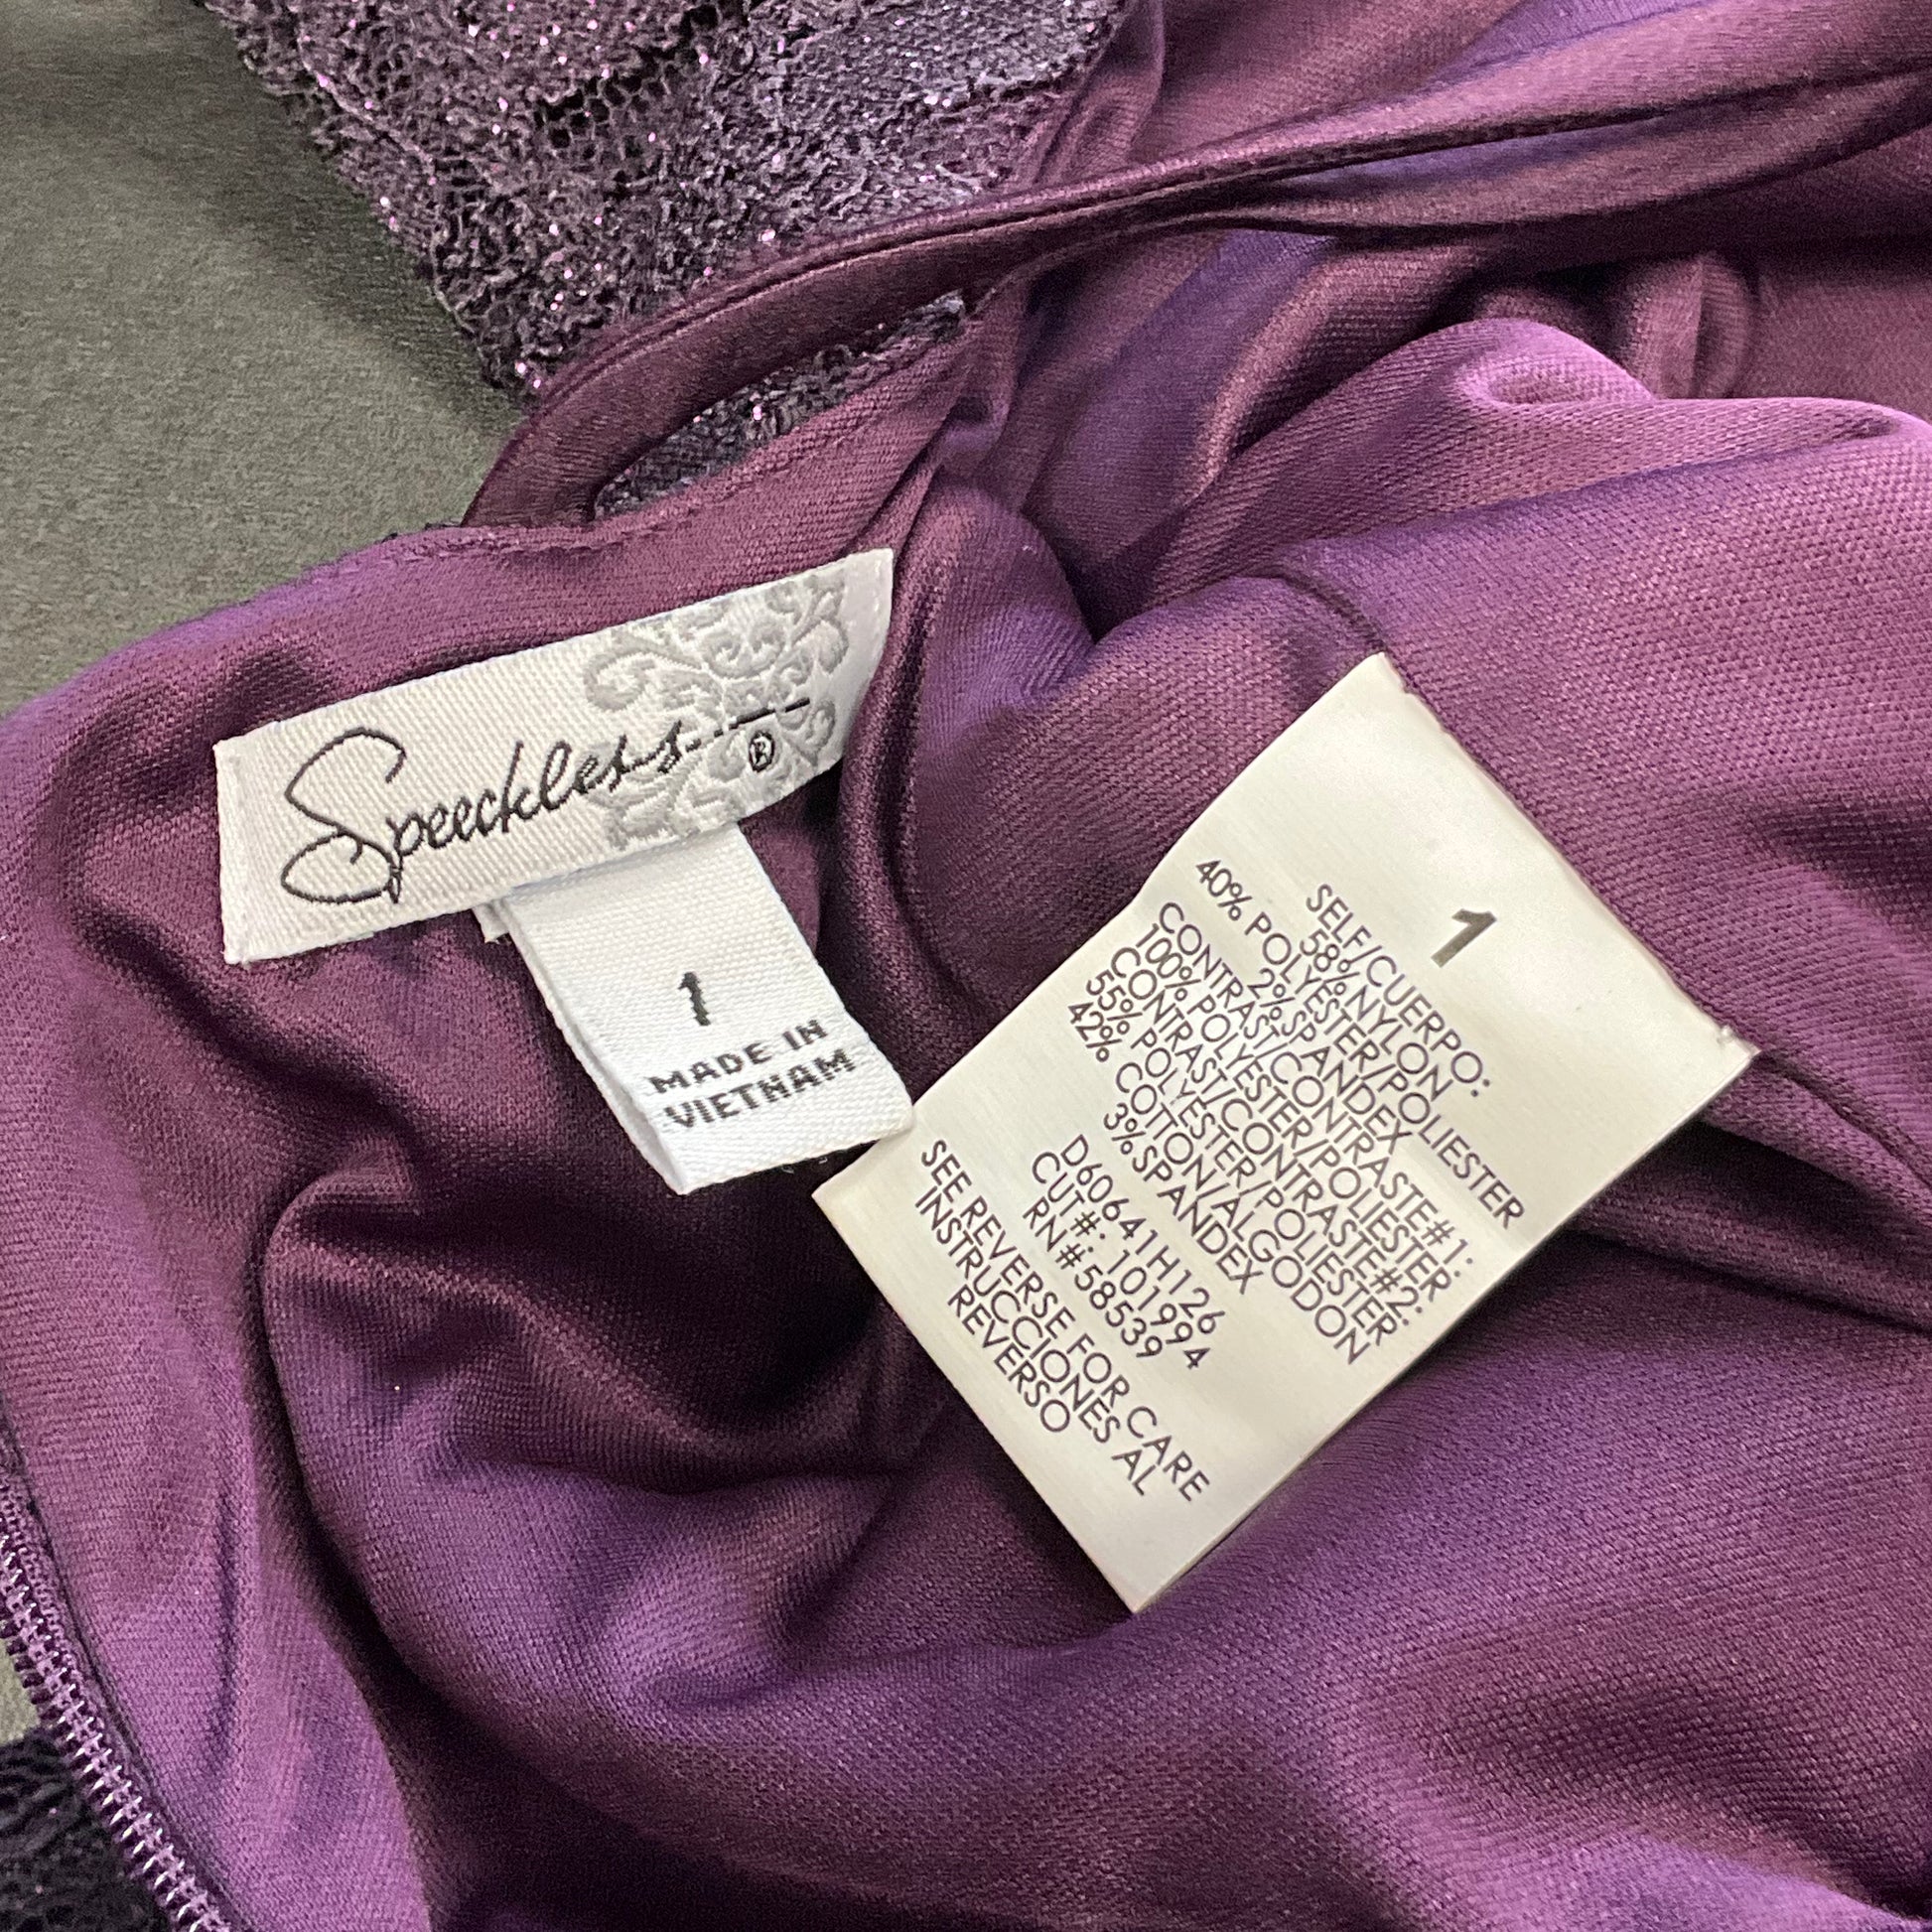 Speechless...——
®
1
MADE IN
VIETNAM
1
SELF/CUERPO:
58% NYLON
40% POLYESTER/POLIESTER
2% SPANDEX
CONTRAST/CONTRASTE#1:
100% POLYESTER/POLIESTER
CONTRAST/CONTRASTE#2:
55% POLYESTER/POLIESTER
42% COTTON/ALGODON
3% SPANDEX
D60641H126
CUT#: 101994
RN#58539
SEE REVERSE FOR CARE
INSTRUCCIONES AL
REVERSO